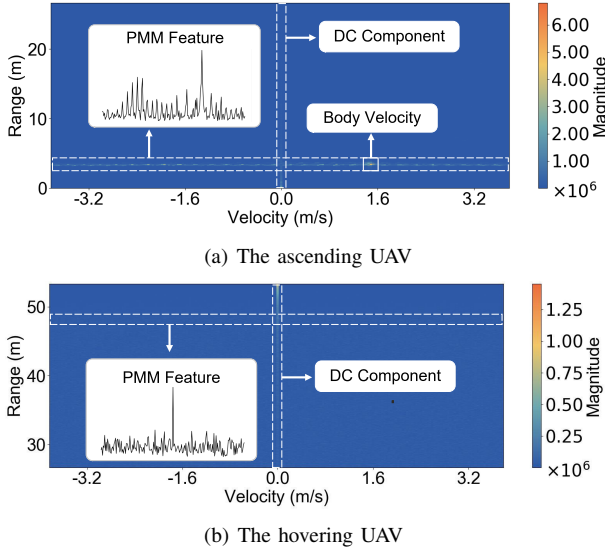 PMM Feature
DC Component
Body Velocity
Range (m)
20
10
0
-3.2 -1.6 0.0 1.6 3.2
Velocity (m/s)
6.00
5.00
4.00
3.00
2.00
1.00
×10⁶
Magnitude
(a) The ascending UAV
PMM Feature
DC Component
Range (m)
50
40
30
-3.2 -1.6 0.0 1.6 3.2
Velocity (m/s)
1.25
1.00
0.75
0.50
0.25
×10⁶
Magnitude
(b) The hovering UAV